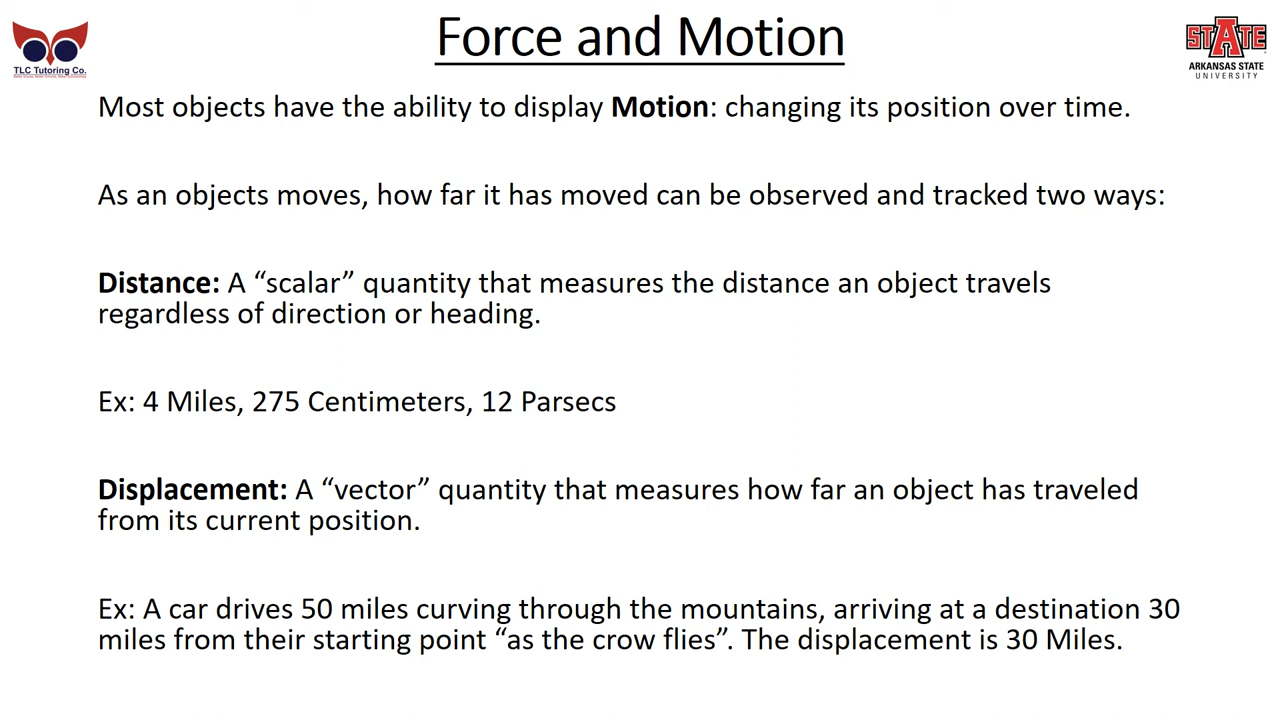 Force and Motion
TLC Tutoring Co.
STATE
ARKANSAS STATE
UNIVERSITY
Most objects have the ability to display Motion: changing its position over time.
As an objects moves, how far it has moved can be observed and tracked two ways:
Distance: A “scalar” quantity that measures the distance an object travels
regardless of direction or heading.
Ex: 4 Miles, 275 Centimeters, 12 Parsecs
Displacement: A “vector” quantity that measures how far an object has traveled
from its current position.
Ex: A car drives 50 miles curving through the mountains, arriving at a destination 30
miles from their starting point “as the crow flies”. The displacement is 30 Miles.